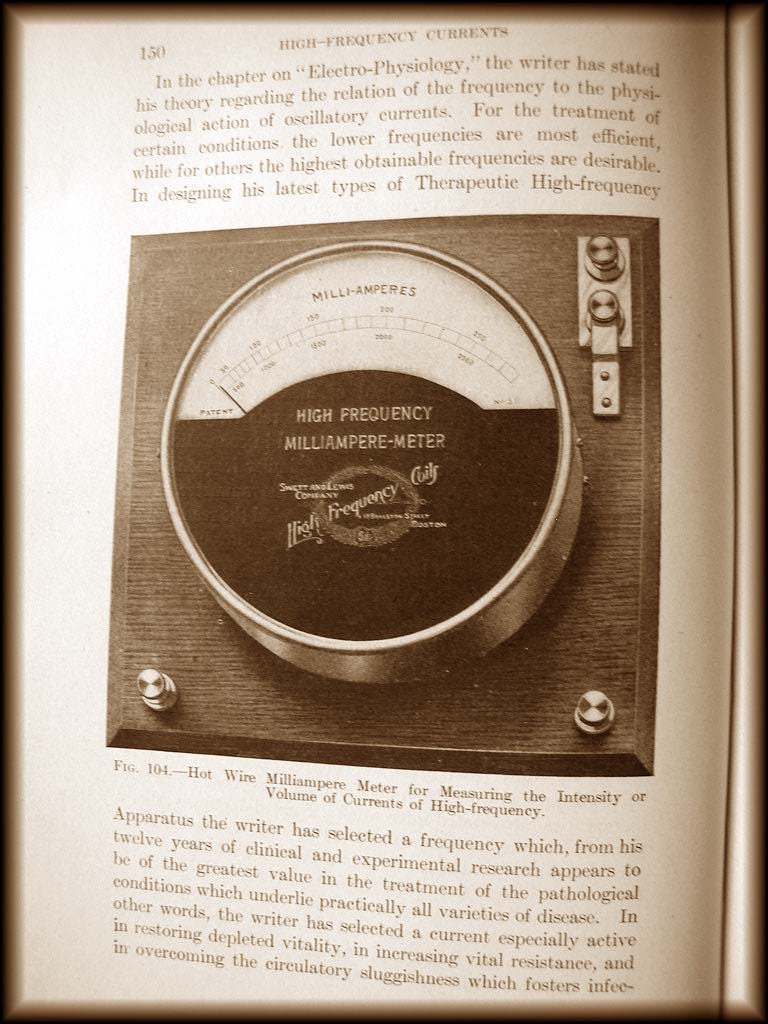 150
HIGH-FREQUENCY CURRENTS
In the chapter on "Electro-Physiology," the writer has stated
his theory regarding the relation of the frequency to the physi-
ological action of oscillatory currents. For the treatment of
certain conditions the lower frequencies are most efficient,
while for others the highest obtainable frequencies are desirable.
In designing his latest types of Therapeutic High-frequency
MILLI-AMPERES
0 50 100 150 200 250
500 1000 1500 2000 2500
PATENT
HIGH FREQUENCY
MILLIAMPERE-METER
SWETT AND LEWIS
COMPANY
High Frequency Coils
BOYLSTON STREET
BOSTON
FIG. 104.—Hot Wire Milliampere Meter for Measuring the Intensity or
Volume of Currents of High-frequency.
Apparatus the writer has selected a frequency which, from his
twelve years of clinical and experimental research appears to
be of the greatest value in the treatment of the pathological
conditions which underlie practically all varieties of disease. In
other words, the writer has selected a current especially active
in restoring depleted vitality, in increasing vital resistance, and
in overcoming the circulatory sluggishness which fosters infec-